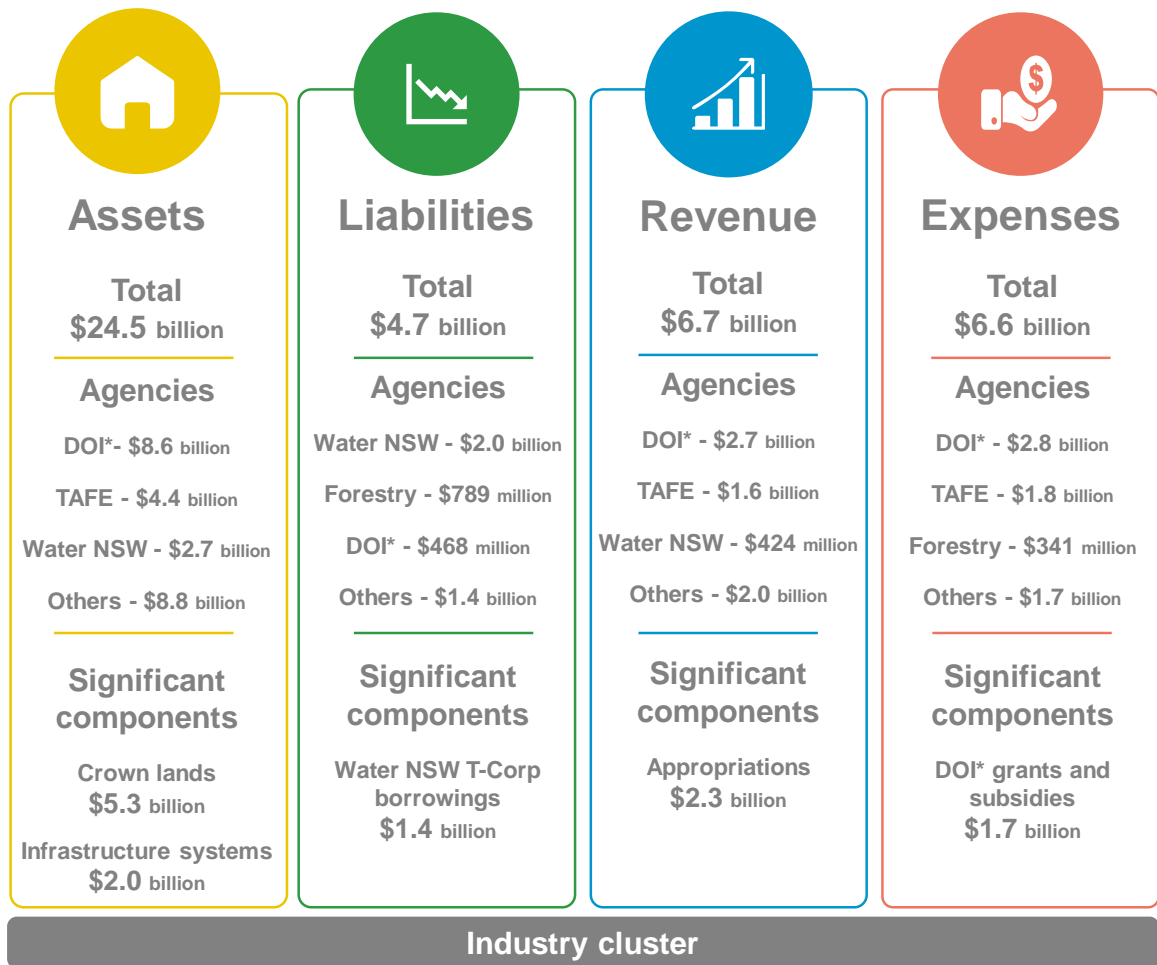 $
Assets
Total
$24.5 billion
Agencies
DOI*- $8.6 billion
TAFE - $4.4 billion
Water NSW - $2.7 billion
Others - $8.8 billion
Significant
components
Crown lands
$5.3 billion
Infrastructure systems
$2.0 billion
Liabilities
Total
$4.7 billion
Agencies
Water NSW - $2.0 billion
Forestry - $789 million
DOI* - $468 million
Others - $1.4 billion
Significant
components
Water NSW T-Corp
borrowings
$1.4 billion
Revenue
Total
$6.7 billion
Agencies
DOI* - $2.7 billion
TAFE - $1.6 billion
Water NSW - $424 million
Others - $2.0 billion
Significant
components
Appropriations
$2.3 billion
Expenses
Total
$6.6 billion
Agencies
DOI* - $2.8 billion
TAFE - $1.8 billion
Forestry - $341 million
Others - $1.7 billion
Significant
components
DOI* grants and
subsidies
$1.7 billion
Industry cluster